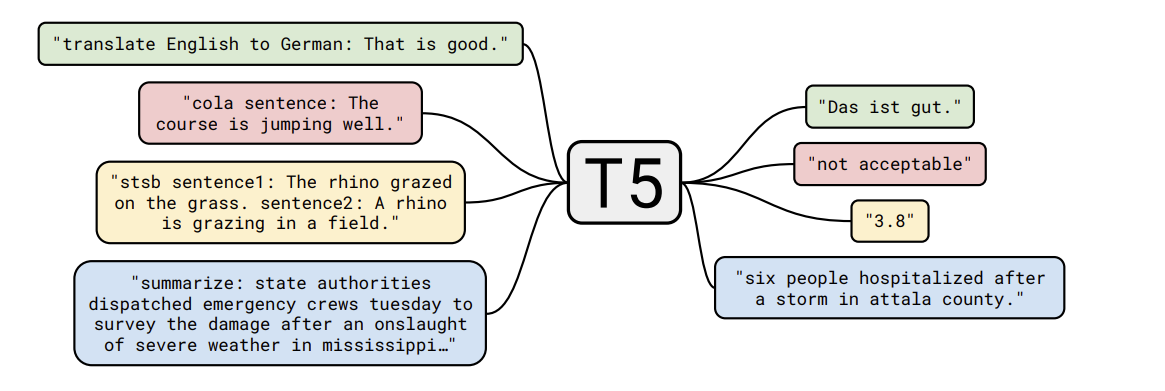 "translate English to German: That is good."
"cola sentence: The
course is jumping well."
"stsb sentence1: The rhino grazed
on the grass. sentence2: A rhino
is grazing in a field."
"summarize: state authorities
dispatched emergency crews tuesday to
survey the damage after an onslaught
of severe weather in mississippi…"
T5
"Das ist gut."
"not acceptable"
"3.8"
"six people hospitalized after
a storm in attala county."